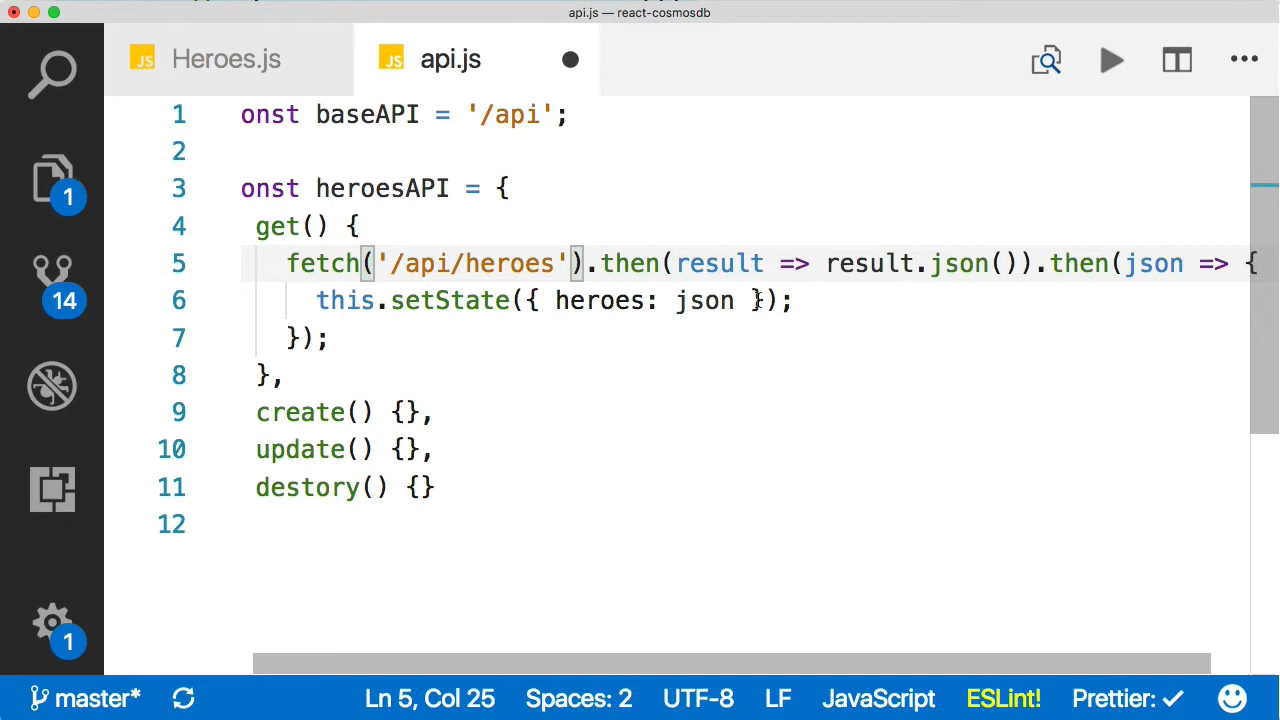 api.js — react-cosmosdb
JS Heroes.js
JS api.js
1 onst baseAPI = '/api';
2
3 onst heroesAPI = {
4 get() {
5 fetch('/api/heroes').then(result => result.json()).then(json => {
6 this.setState({ heroes: json });
7 });
8 },
9 create() {},
10 update() {},
11 destory() {}
12
1
14
1
master* Ln 5, Col 25 Spaces: 2 UTF-8 LF JavaScript ESLint! Prettier: ✓